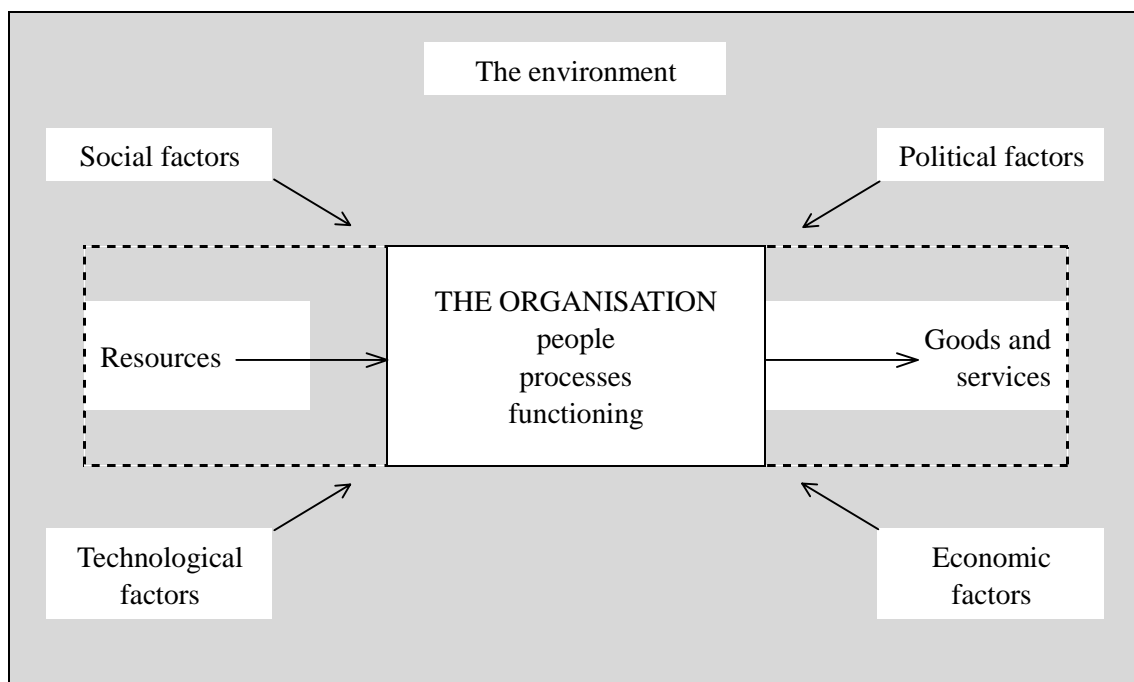 The environment
Social factors
Political factors
THE ORGANISATION
people
processes
functioning
Resources
Goods and
services
Technological
factors
Economic
factors